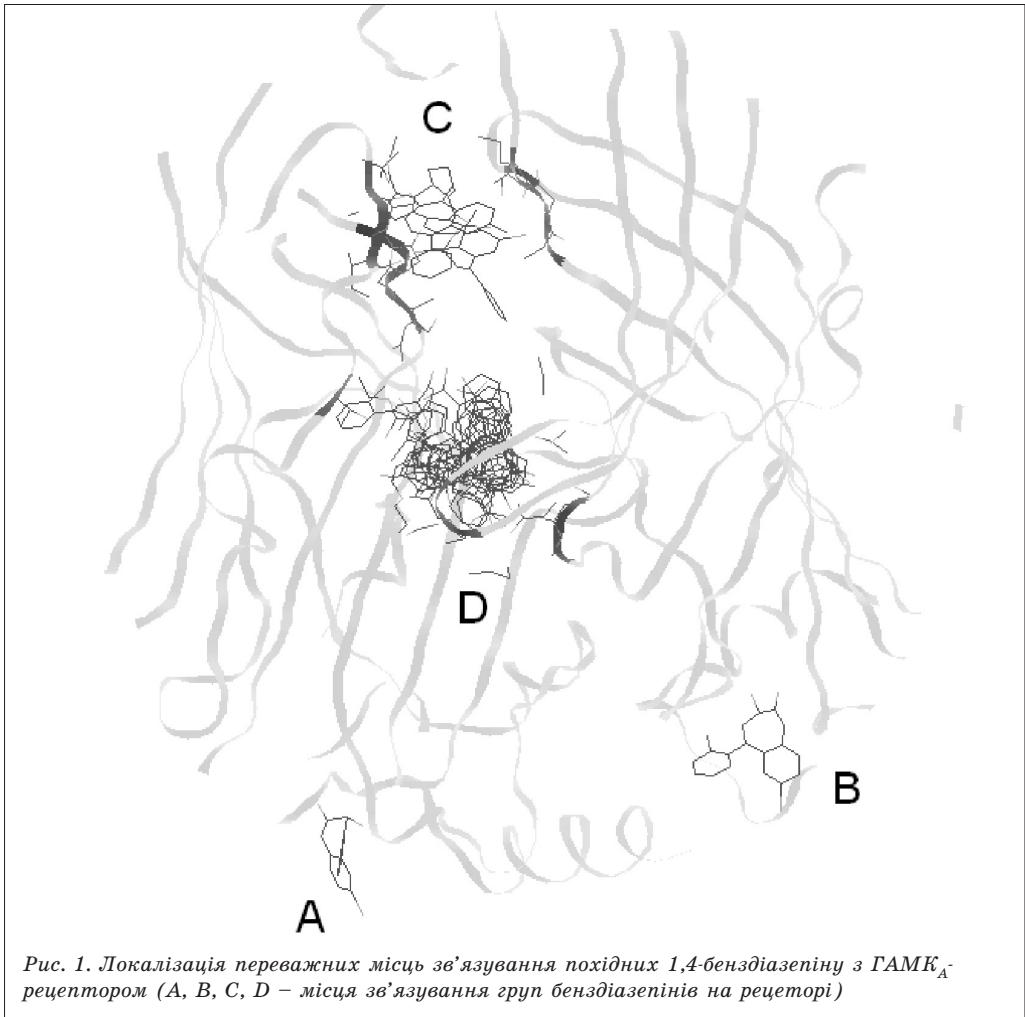 C
D
B
A
Рис. 1. Локалізація переважних місць зв'язування похідних 1,4-бенздіазепіну з ГАМК_A-
рецептором (A, B, C, D – місця зв'язування груп бенздіазепінів на рецеторі)